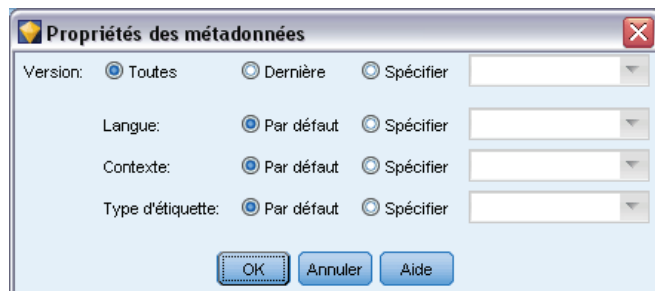 Propriétés des métadonnées
Version: Toutes Dernière Spécifier
Langue: Par défaut Spécifier
Contexte: Par défaut Spécifier
Type d'étiquette: Par défaut Spécifier
OK Annuler Aide